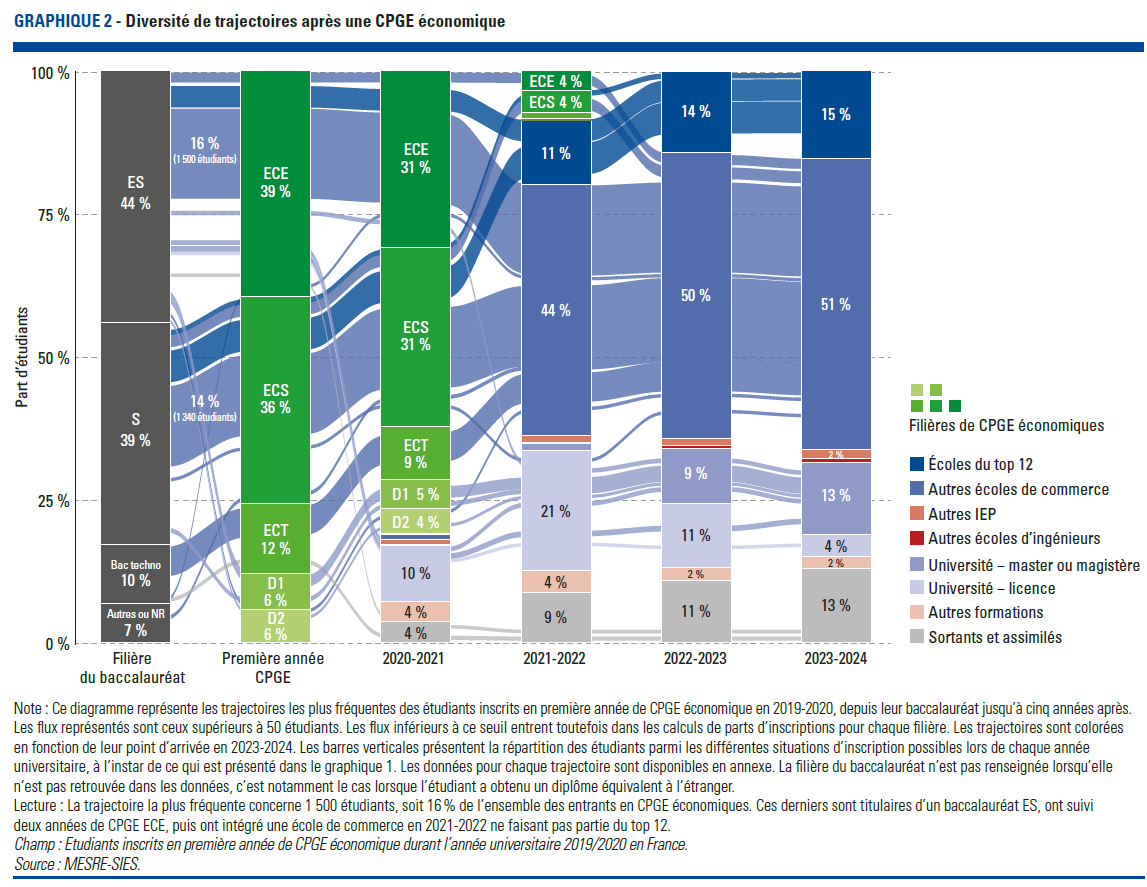 GRAPHIQUE 2 - Diversité de trajectoires après une CPGE économique
Part d'étudiants
100 %
75 %
50 %
25 %
0 %
ES
44 %
S
39 %
Bac techno
10 %
Autres ou NR
7 %
16 %
(1 500 étudiants)
14 %
(1 340 étudiants)
ECE
39 %
ECS
36 %
ECT
12 %
D1
6 %
D2
6 %
ECE
31 %
ECS
31 %
ECT
9 %
D1 5 %
D2 4 %
10 %
4 %
4 %
ECE 4 %
ECS 4 %
11 %
44 %
21 %
4 %
9 %
14 %
50 %
9 %
11 %
2 %
11 %
15 %
51 %
2 %
13 %
4 %
2 %
13 %
Filière
du baccalauréat
Première année
CPGE
2020-2021
2021-2022
2022-2023
2023-2024
Filières de CPGE économiques
Écoles du top 12
Autres écoles de commerce
Autres IEP
Autres écoles d'ingénieurs
Université – master ou magistère
Université – licence
Autres formations
Sortants et assimilés
Note : Ce diagramme représente les trajectoires les plus fréquentes des étudiants inscrits en première année de CPGE économique en 2019-2020, depuis leur baccalauréat jusqu'à cinq années après.
Les flux représentés sont ceux supérieurs à 50 étudiants. Les flux inférieurs à ce seuil entrent toutefois dans les calculs de parts d'inscriptions pour chaque filière. Les trajectoires sont colorées
en fonction de leur point d'arrivée en 2023-2024. Les barres verticales présentent la répartition des étudiants parmi les différentes situations d'inscription possibles lors de chaque année
universitaire, à l'instar de ce qui est présenté dans le graphique 1. Les données pour chaque trajectoire sont disponibles en annexe. La filière du baccalauréat n'est pas renseignée lorsqu'elle
n'est pas retrouvée dans les données, c'est notamment le cas lorsque l'étudiant a obtenu un diplôme équivalent à l'étranger.
Lecture : La trajectoire la plus fréquente concerne 1 500 étudiants, soit 16 % de l'ensemble des entrants en CPGE économiques. Ces derniers sont titulaires d'un baccalauréat ES, ont suivi
deux années de CPGE ECE, puis ont intégré une école de commerce en 2021-2022 ne faisant pas partie du top 12.
Champ : Etudiants inscrits en première année de CPGE économique durant l'année universitaire 2019/2020 en France.
Source : MESRE-SIES.